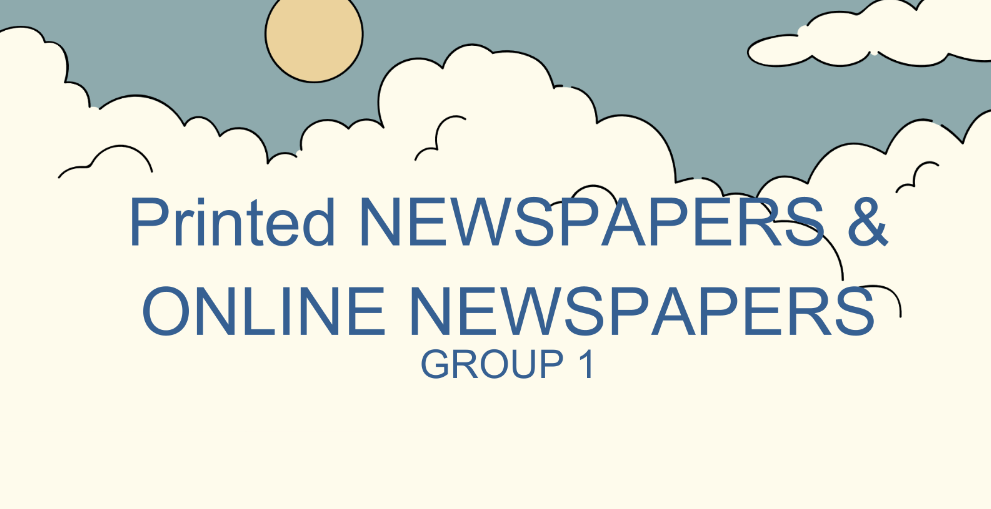 Printed NEWSPAPERS &
ONLINE NEWSPAPERS
GROUP 1